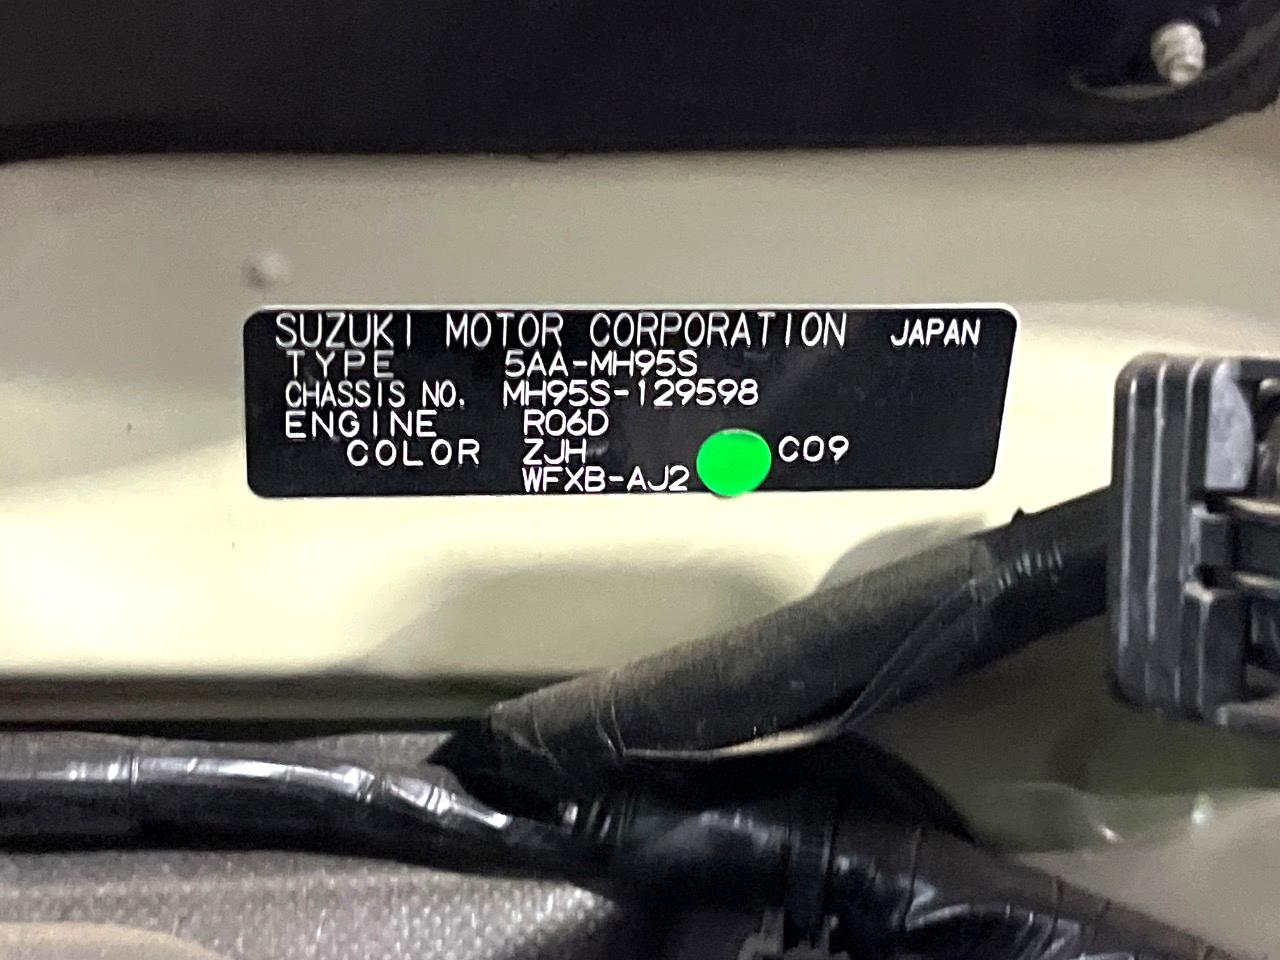 SUZUKI MOTOR CORPORATION JAPAN
TYPE 5AA-MH95S
CHASSIS NO. MH95S-129598
ENGINE R06D
COLOR ZJH C09
WFXB-AJ2